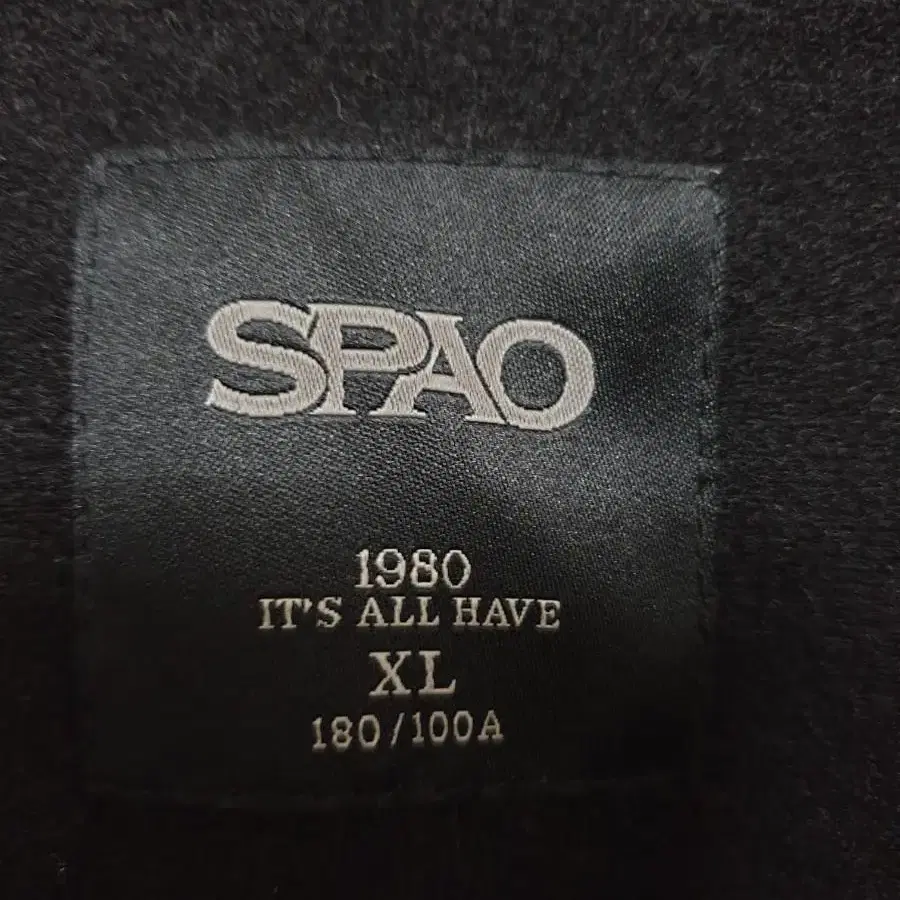 SPAO
1980
IT'S ALL HAVE
XL
180/100A